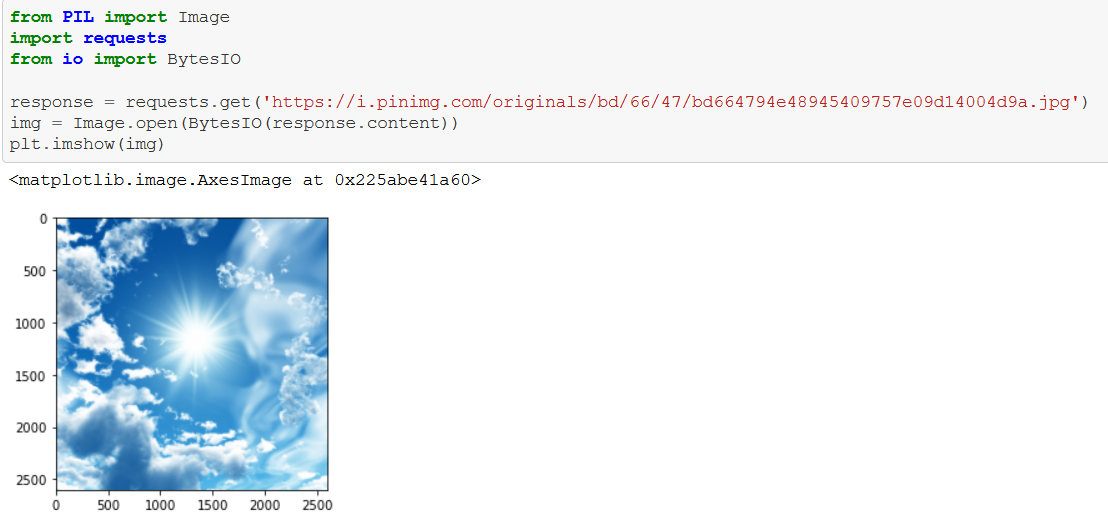 from PIL import Image
import requests
from io import BytesIO
response = requests.get('https://i.pinimg.com/originals/bd/66/47/bd664794e48945409757e09d14004d9a.jpg')
img = Image.open(BytesIO(response.content))
plt.imshow(img)
<matplotlib.image.AxesImage at 0x225abe41a60>
0
500
1000
1500
2000
2500
0 500 1000 1500 2000 2500